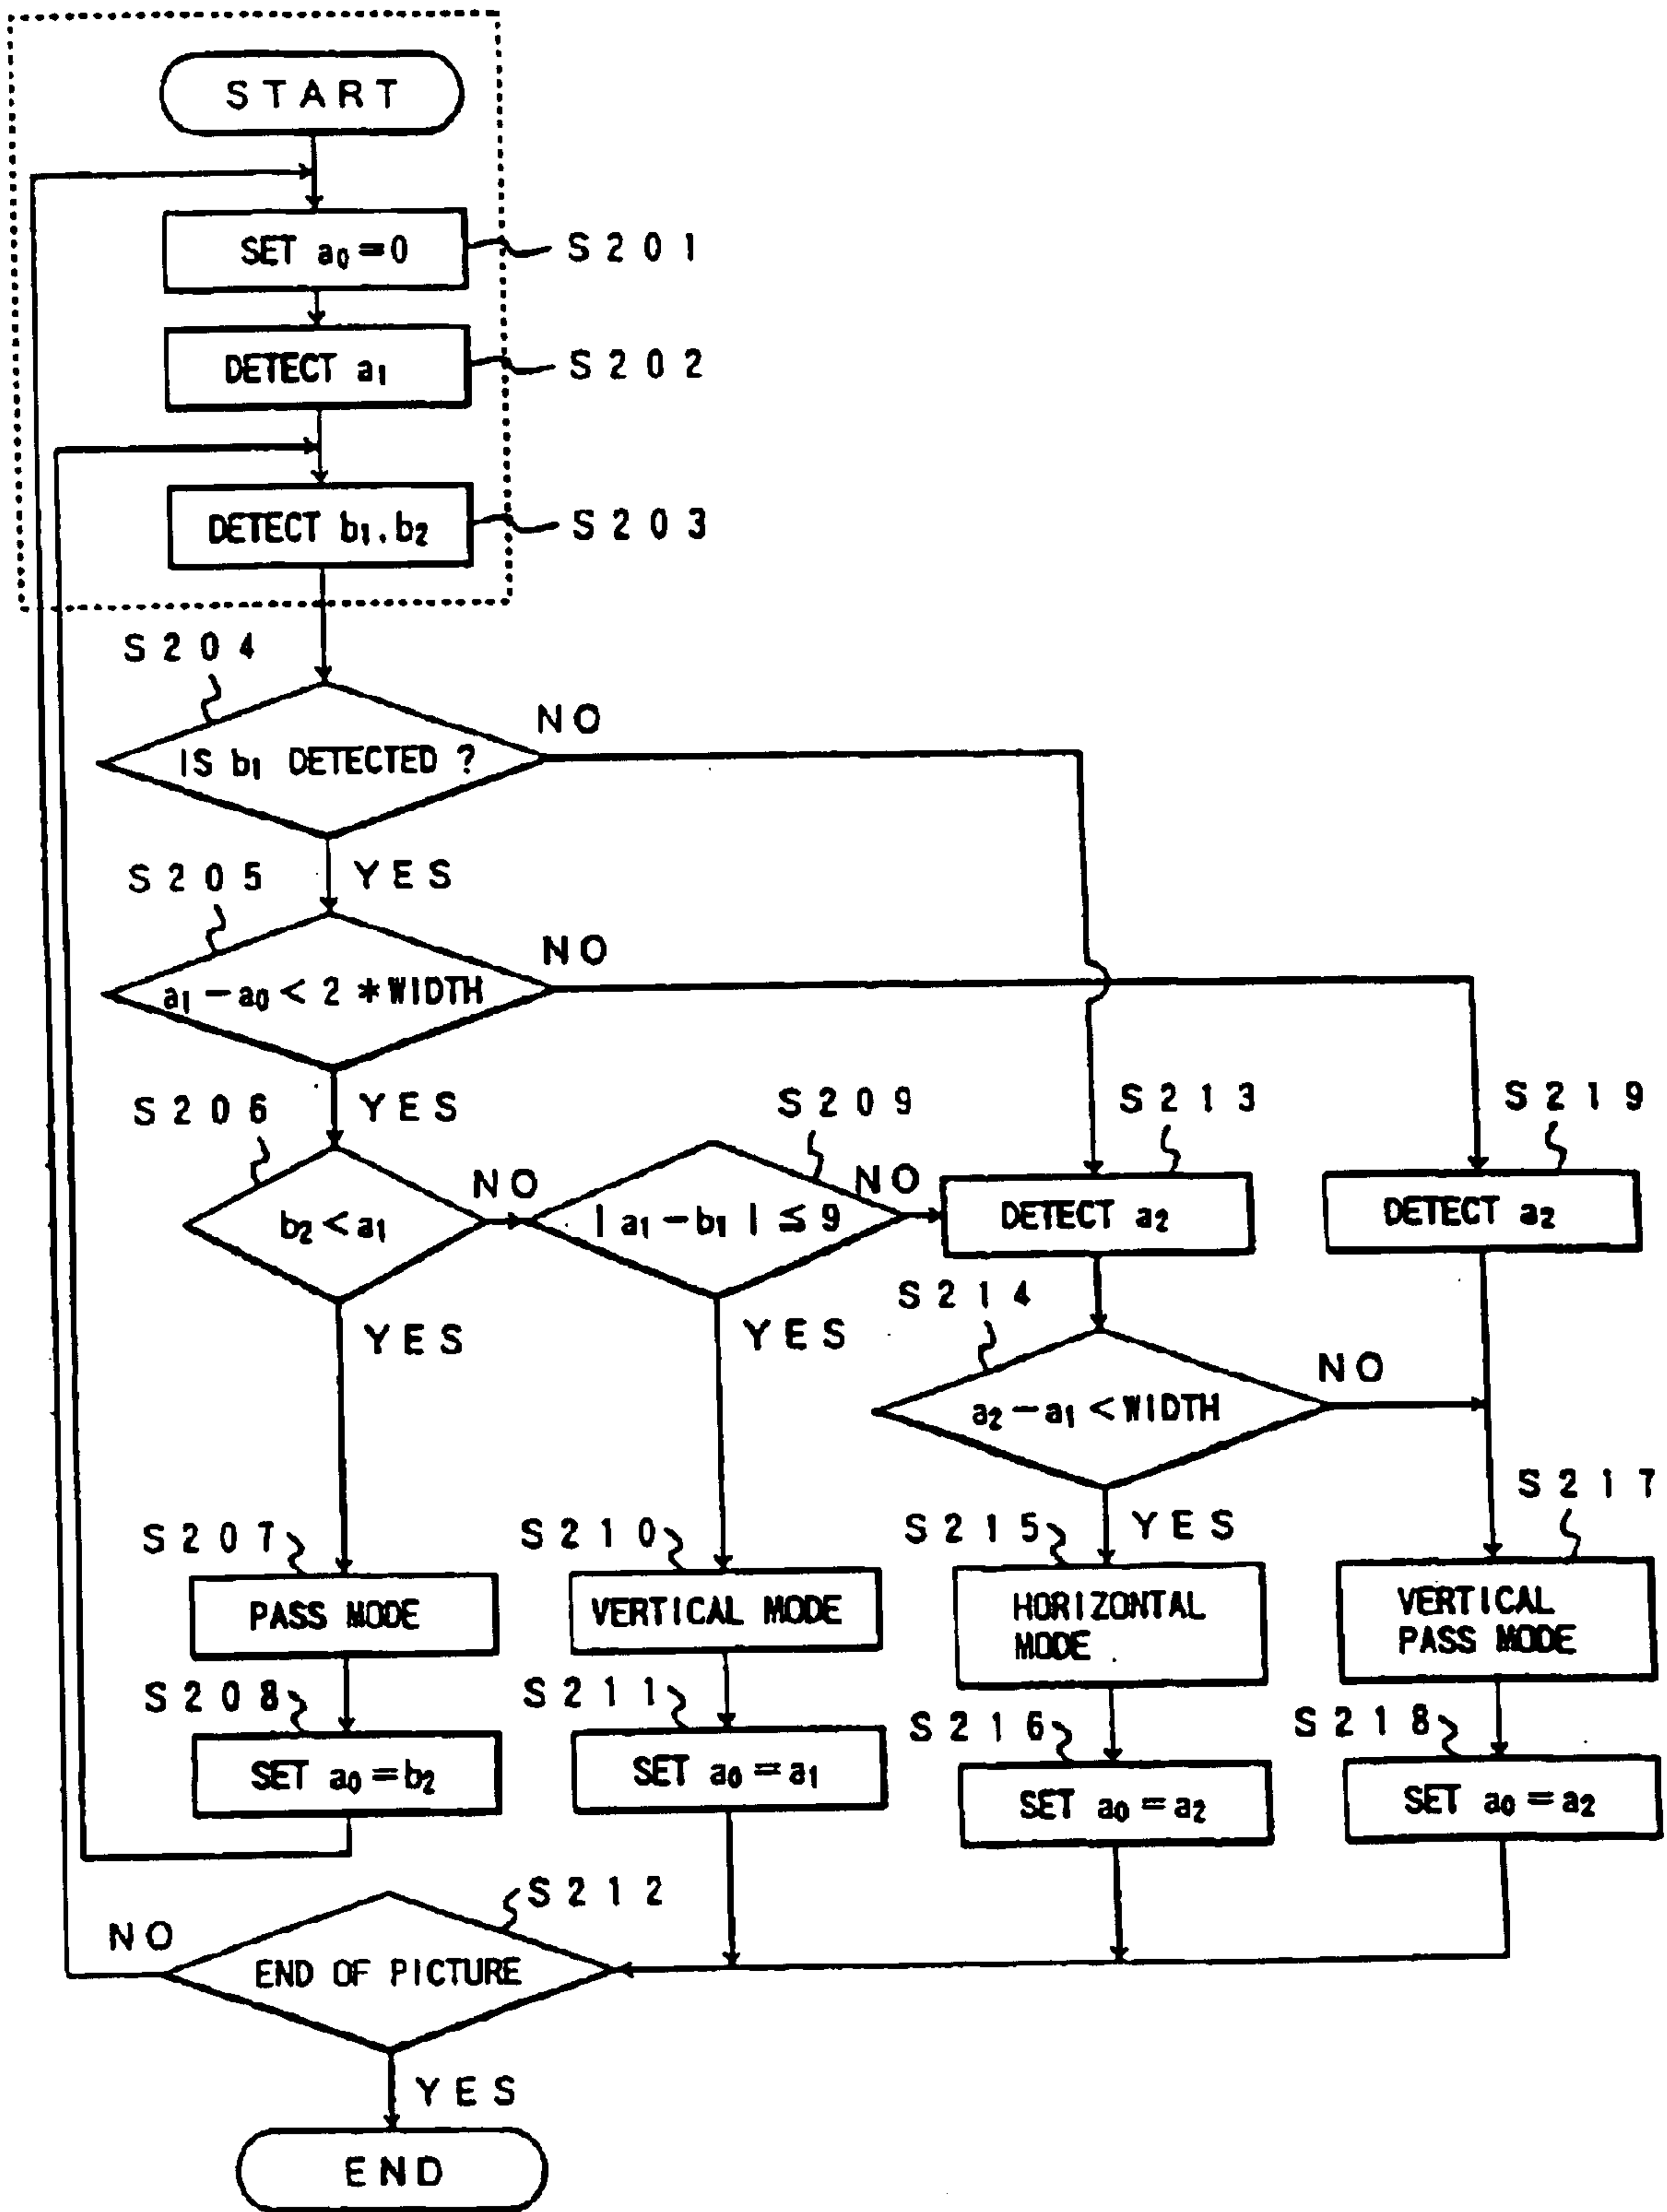 START
SET a₀=0
S201
DETECT a₁
S202
DETECT b₁.b₂
S203
S204
IS b₁ DETECTED ?
NO
YES
S205
a₁-a₀<2*WIDTH
NO
YES
S206
b₂<a₁
NO
YES
S209
|a₁-b₁|≦9
NO
YES
S213
DETECT a₂
S219
DETECT a₂
S214
a₂-a₁<WIDTH
NO
YES
S207
PASS MODE
S210
VERTICAL MODE
S215
HORIZONTAL
MODE
S217
VERTICAL
PASS MODE
S208
SET a₀=b₂
S211
SET a₀=a₁
S216
SET a₀=a₂
S218
SET a₀=a₂
S212
END OF PICTURE
NO
YES
END